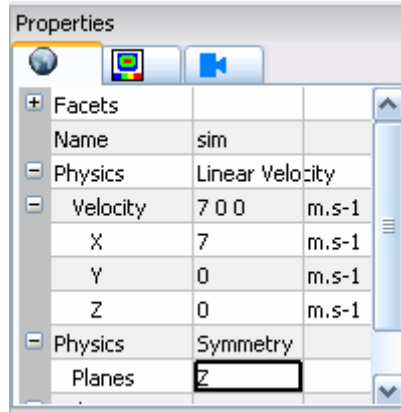 Properties
Facets
Name sim
Physics Linear Velocity
Velocity 7 0 0 m.s-1
X 7 m.s-1
Y 0 m.s-1
Z 0 m.s-1
Physics Symmetry
Planes Z